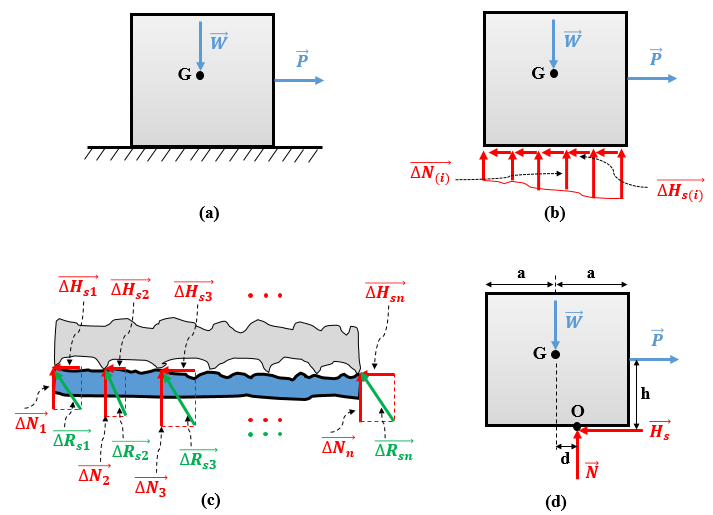 W
G
P
(a)
W
G
P
ΔN(i)
ΔHs(i)
(b)
ΔHs1
ΔHs2
ΔHs3
ΔHsn
ΔN1
ΔRs1
ΔN2
ΔRs2
ΔN3
ΔRs3
ΔNn
ΔRsn
(c)
a
a
W
G
P
h
O
Hs
d
N
(d)